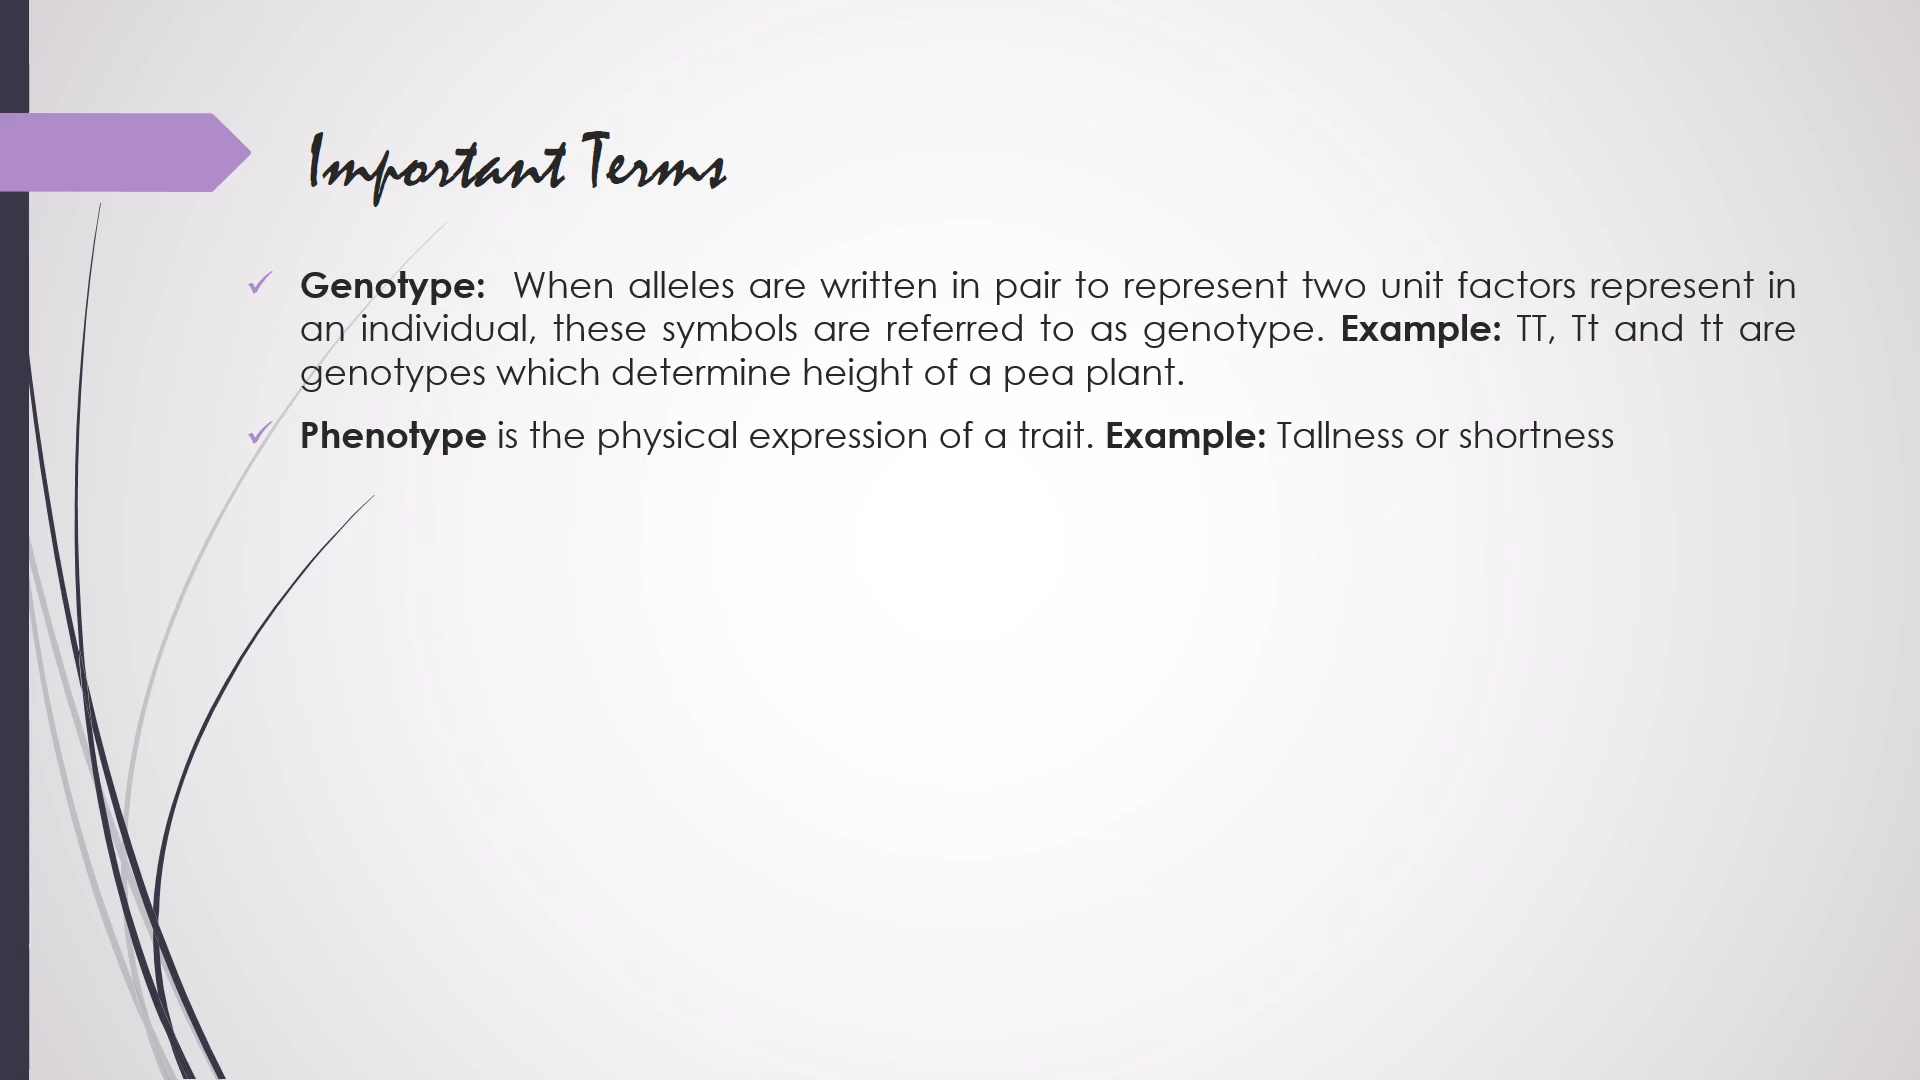 Important Terms
Genotype: When alleles are written in pair to represent two unit factors represent in
an individual, these symbols are referred to as genotype. Example: TT, Tt and tt are
genotypes which determine height of a pea plant.
Phenotype is the physical expression of a trait. Example: Tallness or shortness